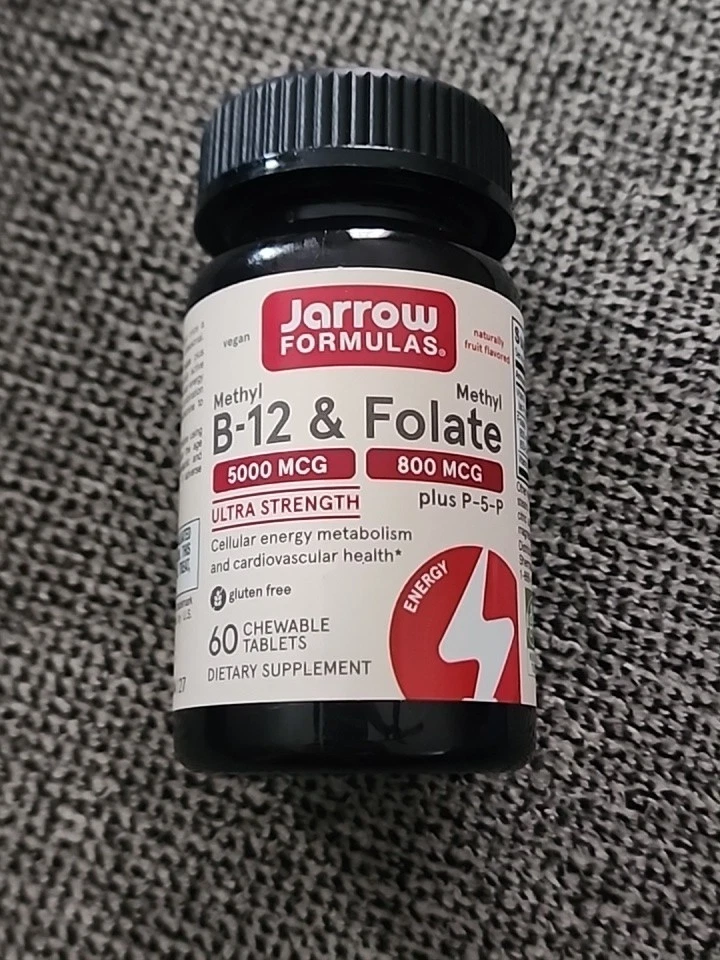 Jarrow
FORMULAS®
vegan
naturally
fruit flavored
Methyl Methyl
B-12 & Folate
5000 MCG 800 MCG
ULTRA STRENGTH plus P-5-P
Cellular energy metabolism
and cardiovascular health*
gluten free
ENERGY
60 CHEWABLE
TABLETS
DIETARY SUPPLEMENT